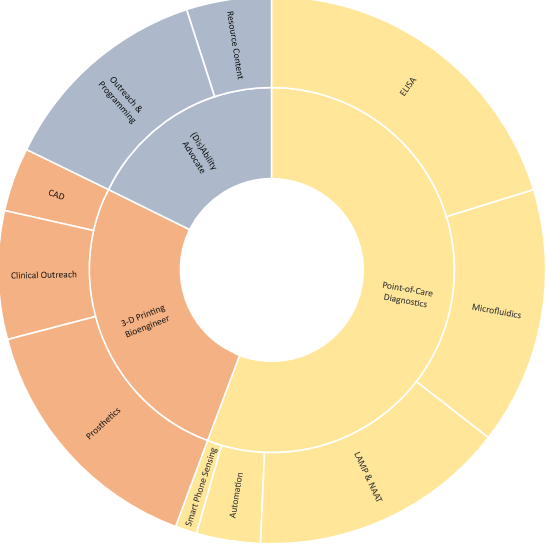 Resource Content
ELISA
Outreach &
Programming
(Dis)Ability
Advocate
CAD
Clinical Outreach
Point-of-Care
Diagnostics
Microfluidics
3-D Printing
Bioengineer
Prosthetics
Smart Phone Sensing
Automation
LAMP & NAAT